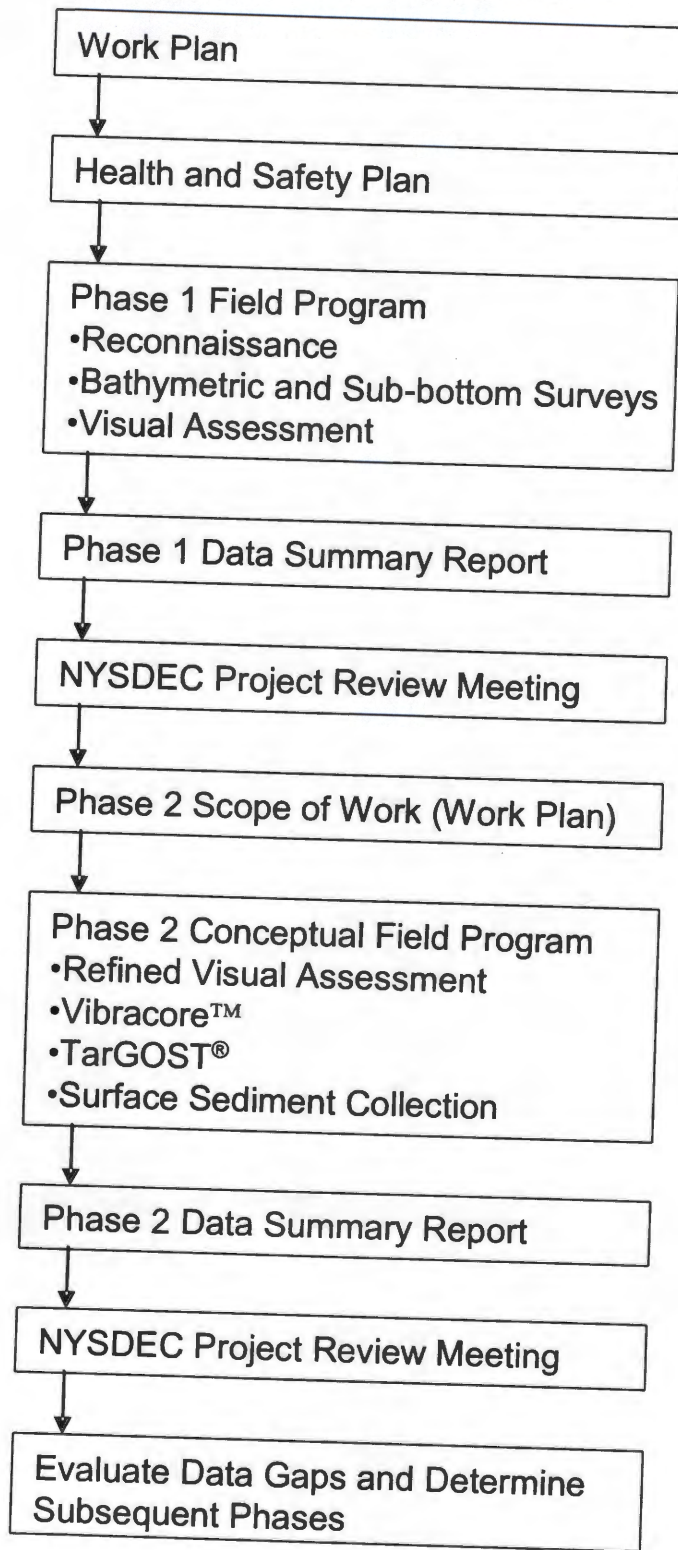 Work Plan
Health and Safety Plan
Phase 1 Field Program
•Reconnaissance
•Bathymetric and Sub-bottom Surveys
•Visual Assessment
Phase 1 Data Summary Report
NYSDEC Project Review Meeting
Phase 2 Scope of Work (Work Plan)
Phase 2 Conceptual Field Program
•Refined Visual Assessment
•Vibracore™
•TarGOST®
•Surface Sediment Collection
Phase 2 Data Summary Report
NYSDEC Project Review Meeting
Evaluate Data Gaps and Determine
Subsequent Phases